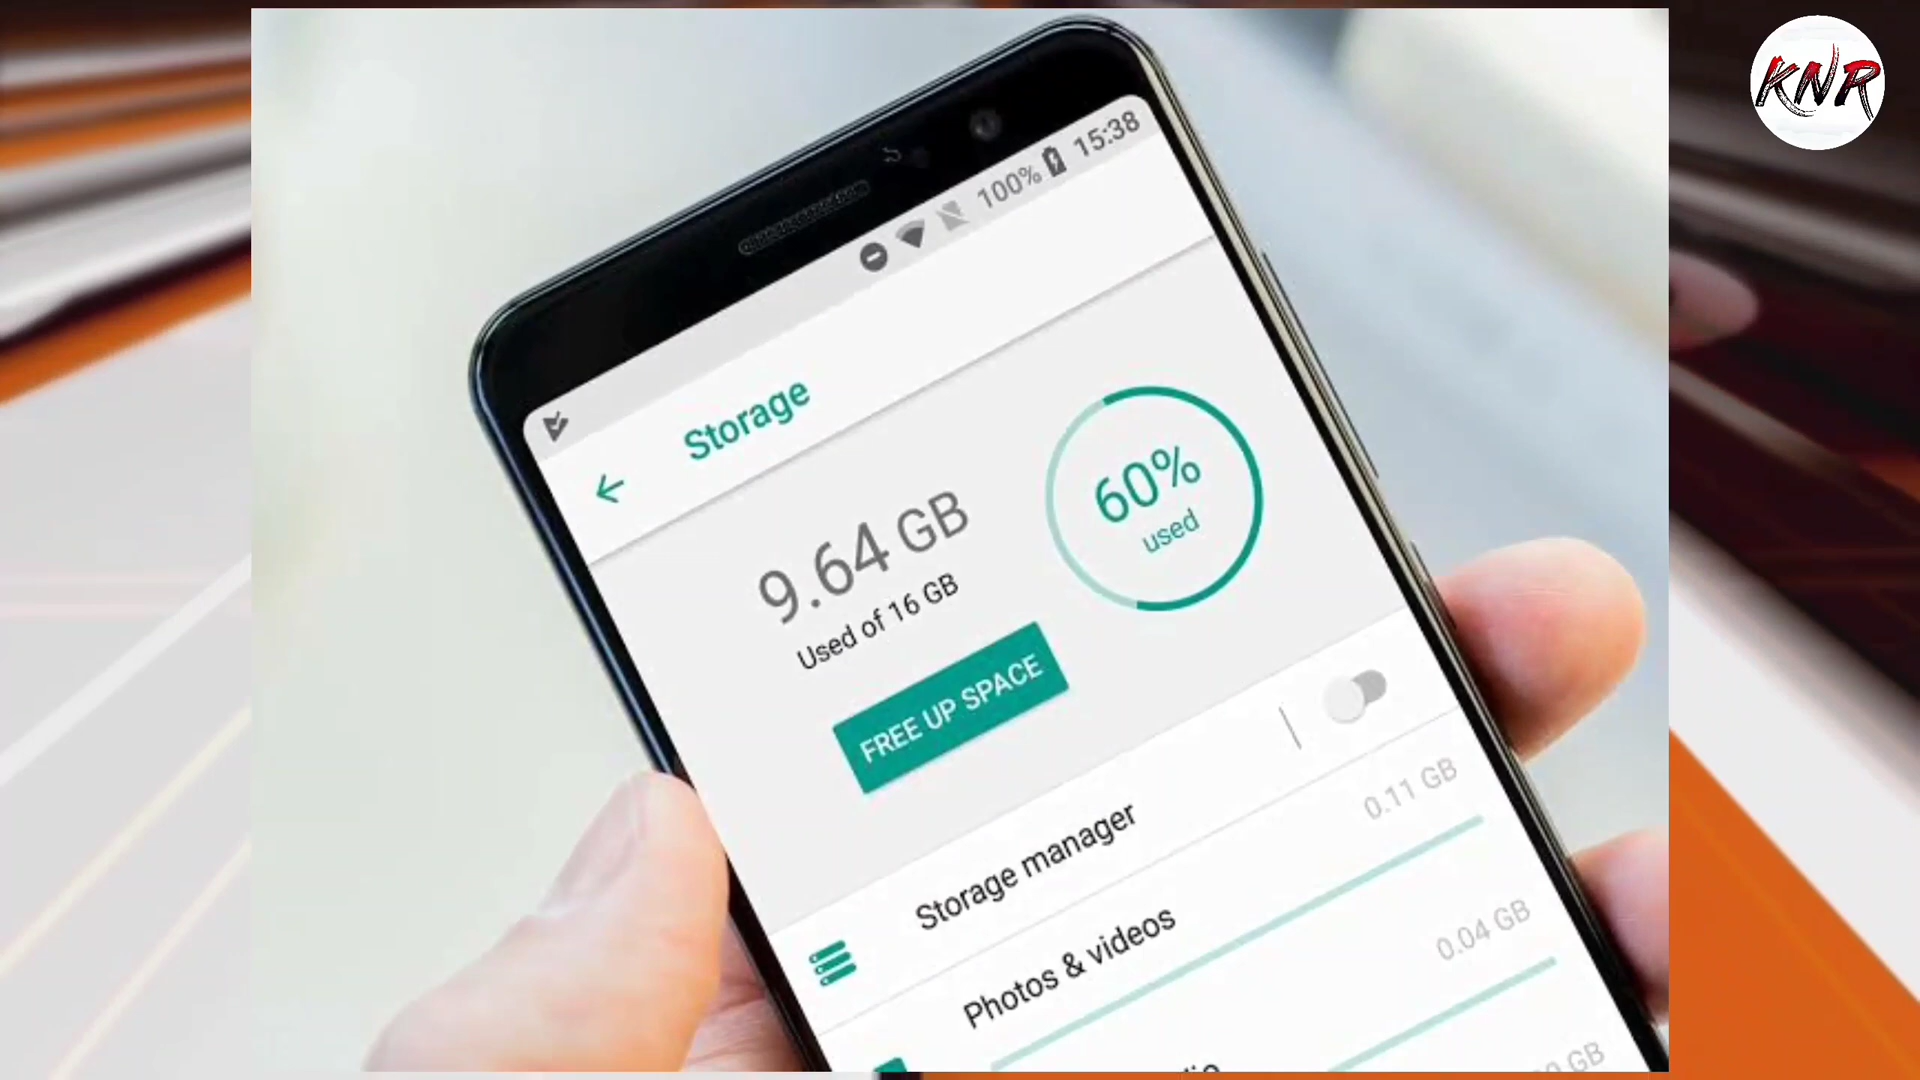 KNR
100% 15:38
Storage
9.64 GB
Used of 16 GB
60%
used
FREE UP SPACE
Storage manager
0.11 GB
Photos & videos
0.04 GB
GB